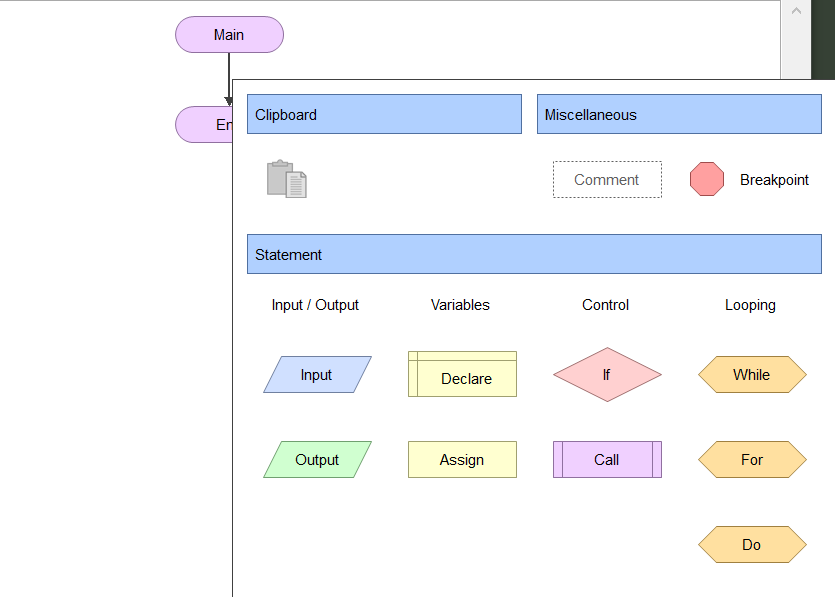 Main
En
Clipboard
Miscellaneous
Comment
Breakpoint
Statement
Input / Output
Variables
Control
Looping
Input
Declare
If
While
Output
Assign
Call
For
Do